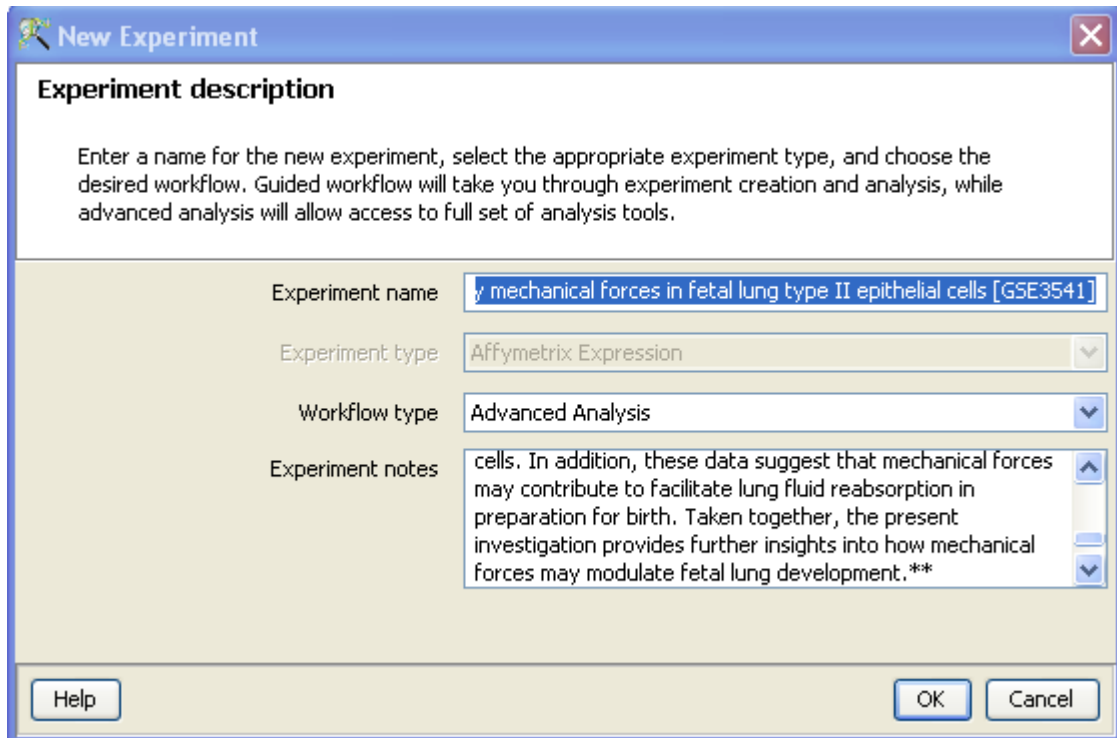 New Experiment
Experiment description
Enter a name for the new experiment, select the appropriate experiment type, and choose the
desired workflow. Guided workflow will take you through experiment creation and analysis, while
advanced analysis will allow access to full set of analysis tools.
Experiment name y mechanical forces in fetal lung type II epithelial cells [GSE3541]
Experiment type Affymetrix Expression
Workflow type Advanced Analysis
Experiment notes cells. In addition, these data suggest that mechanical forces
may contribute to facilitate lung fluid reabsorption in
preparation for birth. Taken together, the present
investigation provides further insights into how mechanical
forces may modulate fetal lung development.**
Help OK Cancel